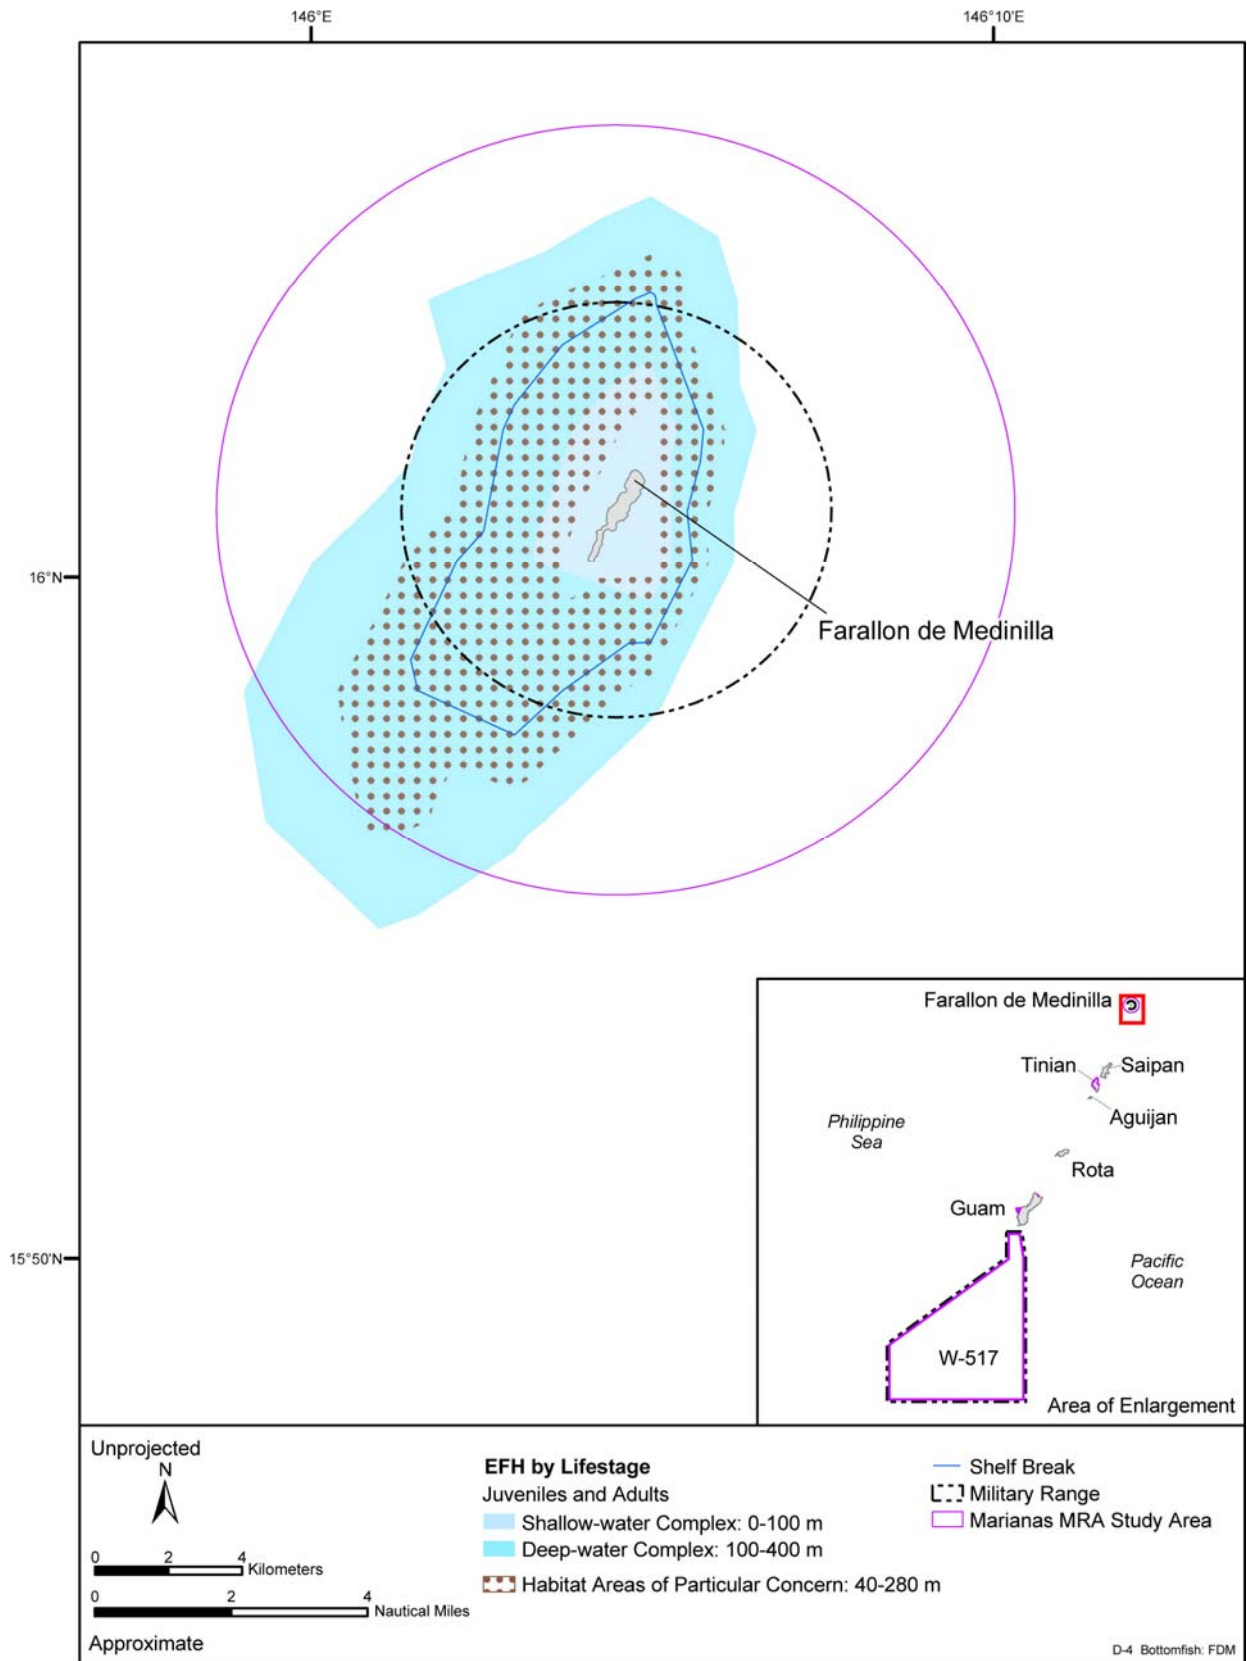 146°E
146°10'E
16°N
Farallon de Medinilla
15°50'N
Farallon de Medinilla
Tinian
Saipan
Aguijan
Philippine
Sea
Rota
Guam
Pacific
Ocean
W-517
Area of Enlargement
Unprojected
N
0 2 4
Kilometers
0 2 4
Nautical Miles
Approximate
EFH by Lifestage
Juveniles and Adults
Shallow-water Complex: 0-100 m
Deep-water Complex: 100-400 m
Habitat Areas of Particular Concern: 40-280 m
Shelf Break
Military Range
Marianas MRA Study Area
D-4 Bottomfish: FDM